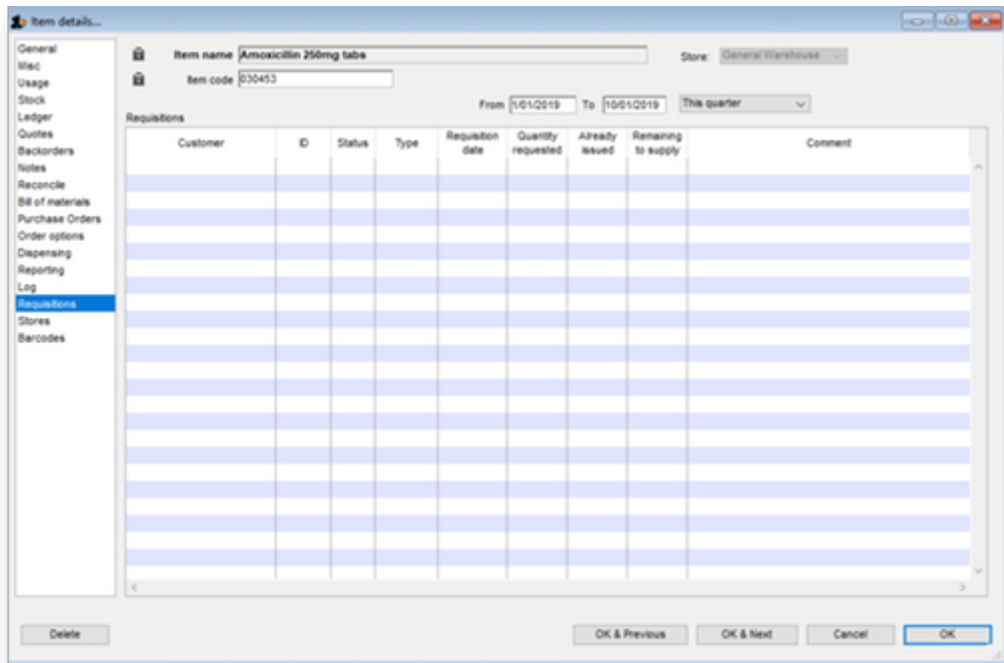 Item details...
General
Misc
Usage
Stock
Ledger
Quotes
Backorders
Notes
Reconcile
Bill of materials
Purchase Orders
Order options
Dispensing
Reporting
Log
Requisitions
Stores
Barcodes
Item name Amoxicillin 250mg tabs Store: General Warehouse
Item code 030453
From 1/01/2019 To 10/01/2019 This quarter
Requisitions
Customer ID Status Type Requisition date Quantity requested Already issued Remaining to supply Comment
Delete OK & Previous OK & Next Cancel OK